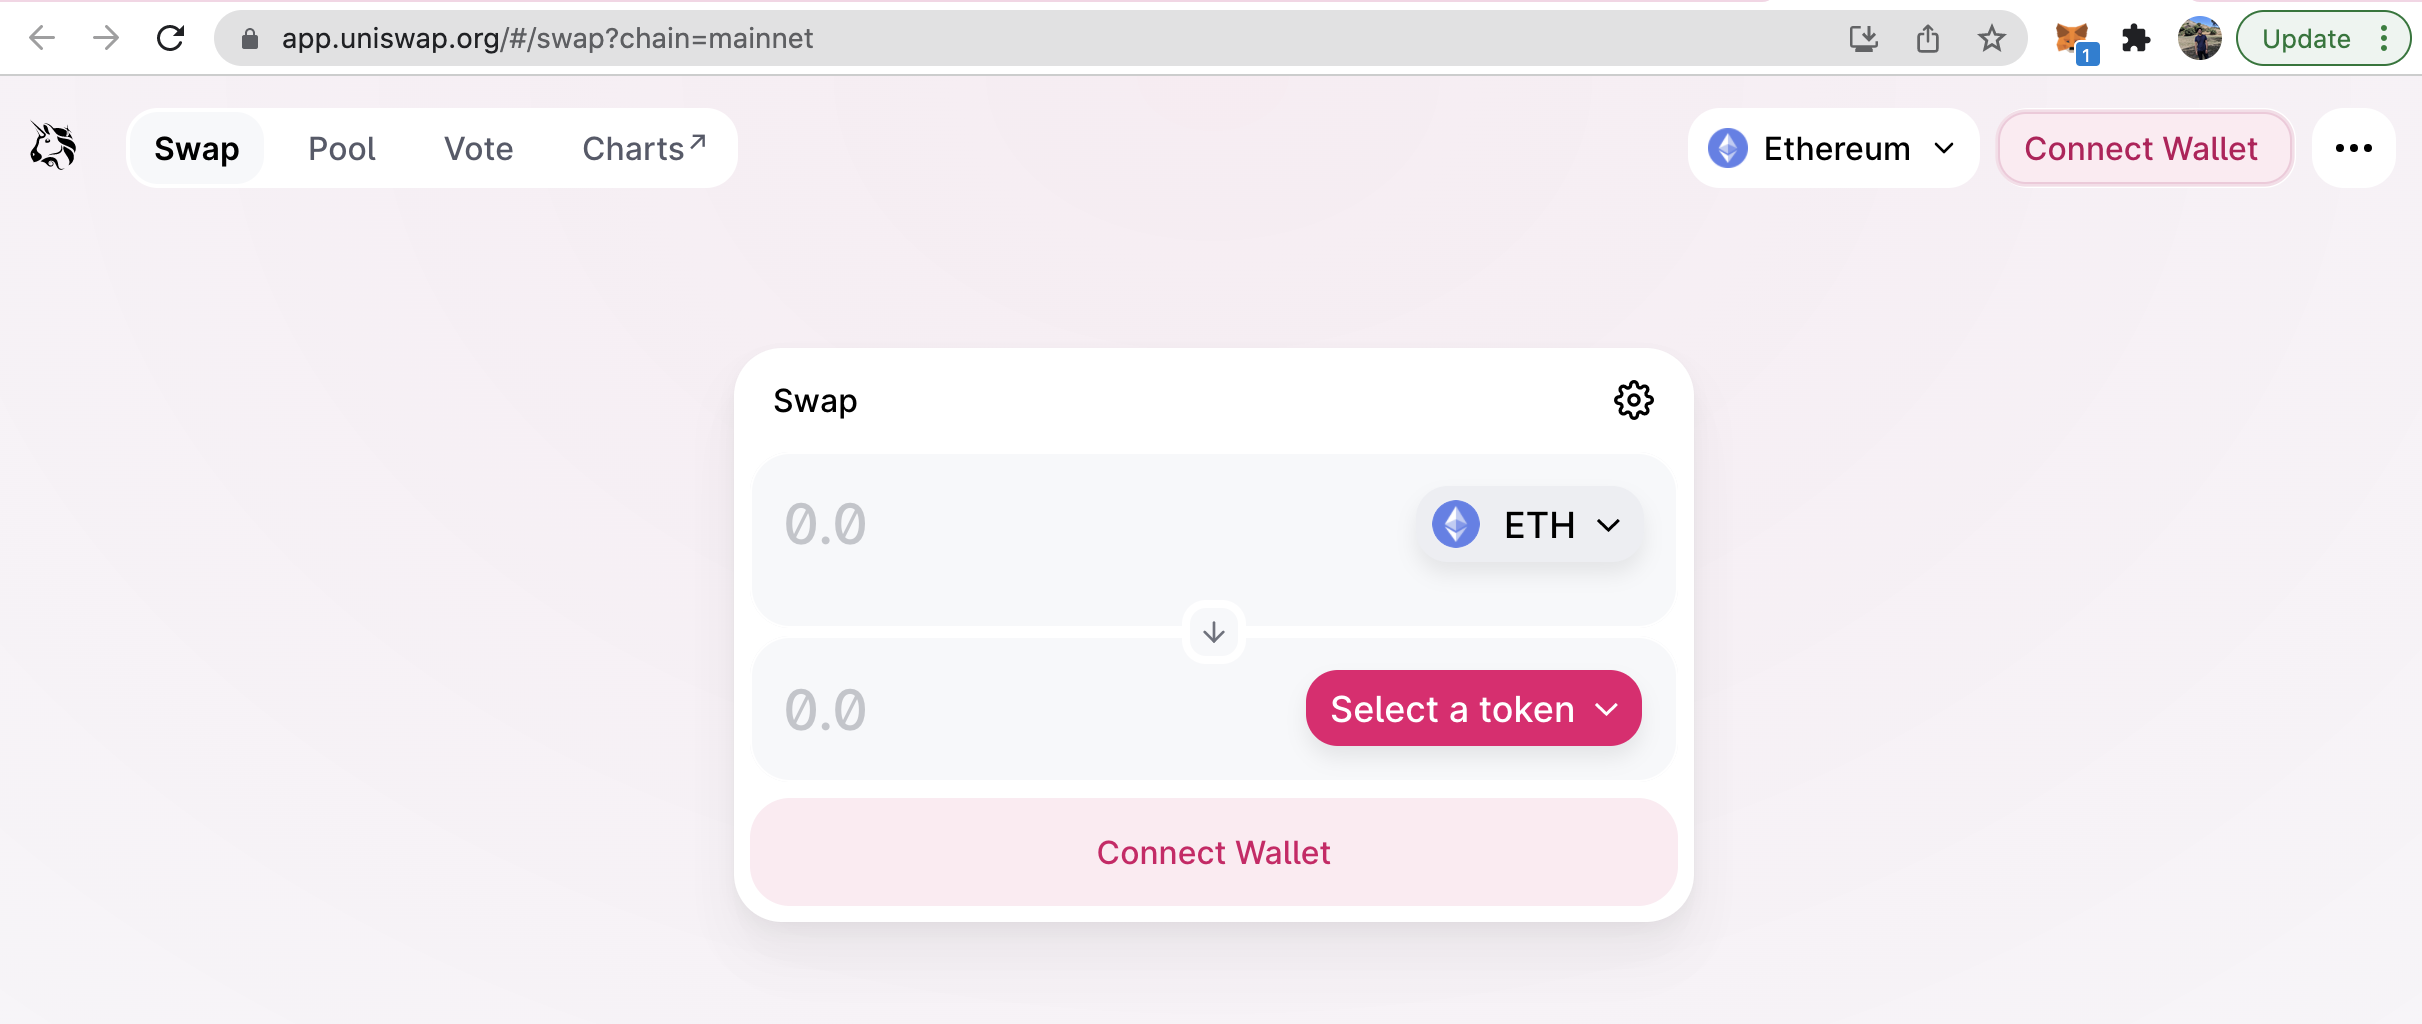 app.uniswap.org/#/swap?chain=mainnet
1
Update
Swap Pool Vote Charts↗
Ethereum
Connect Wallet
Swap
0.0
ETH
0.0
Select a token
Connect Wallet